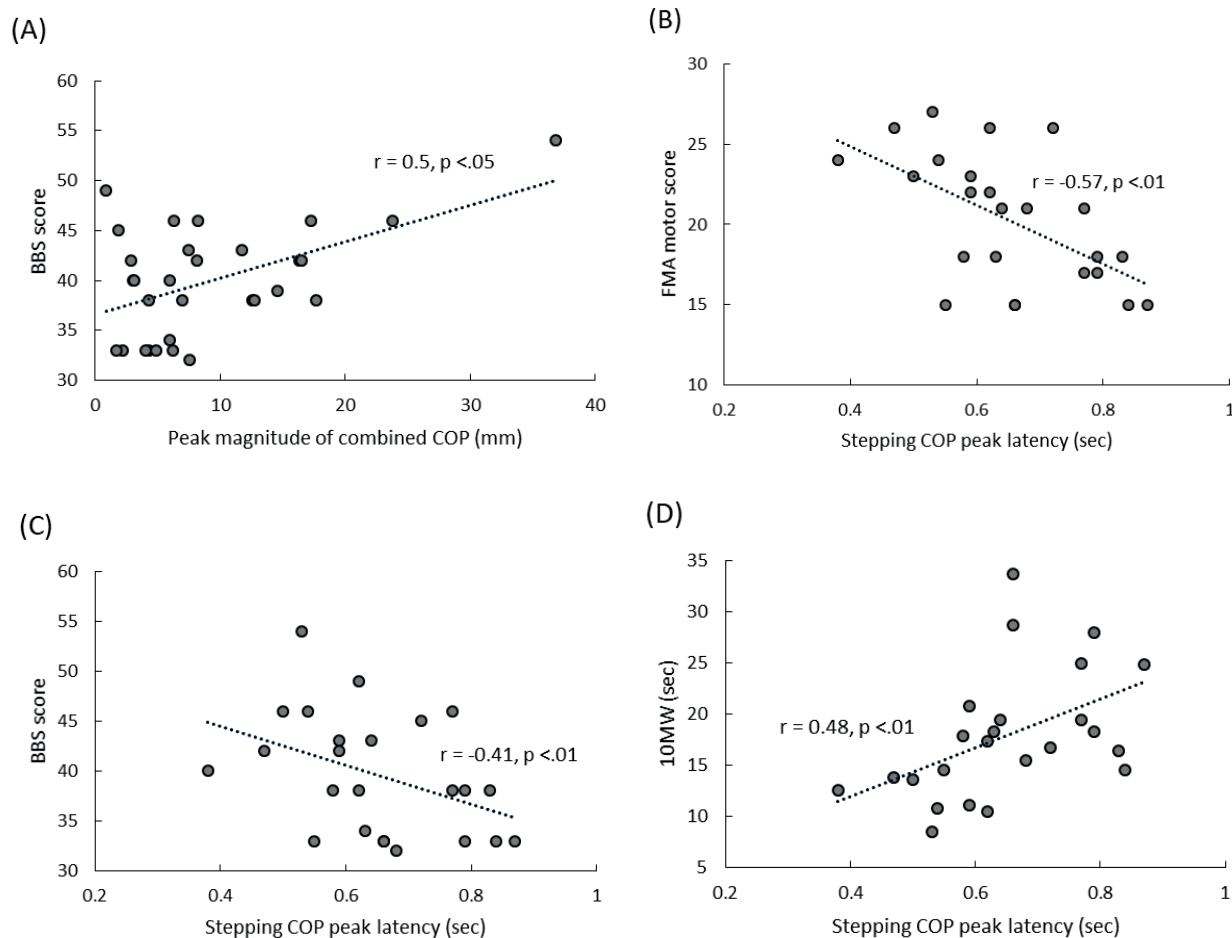 (A)
60
55
50
45
40
35
30
BBS score
r = 0.5, p <.05
0 10 20 30 40
Peak magnitude of combined COP (mm)
(B)
30
25
20
15
10
FMA motor score
r = -0.57, p <.01
0.2 0.4 0.6 0.8 1
Stepping COP peak latency (sec)
(C)
60
55
50
45
40
35
30
BBS score
r = -0.41, p <.01
0.2 0.4 0.6 0.8 1
Stepping COP peak latency (sec)
(D)
35
30
25
20
15
10
5
10MW (sec)
r = 0.48, p <.01
0.2 0.4 0.6 0.8 1
Stepping COP peak latency (sec)